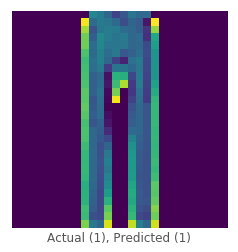 Actual (1), Predicted (1)